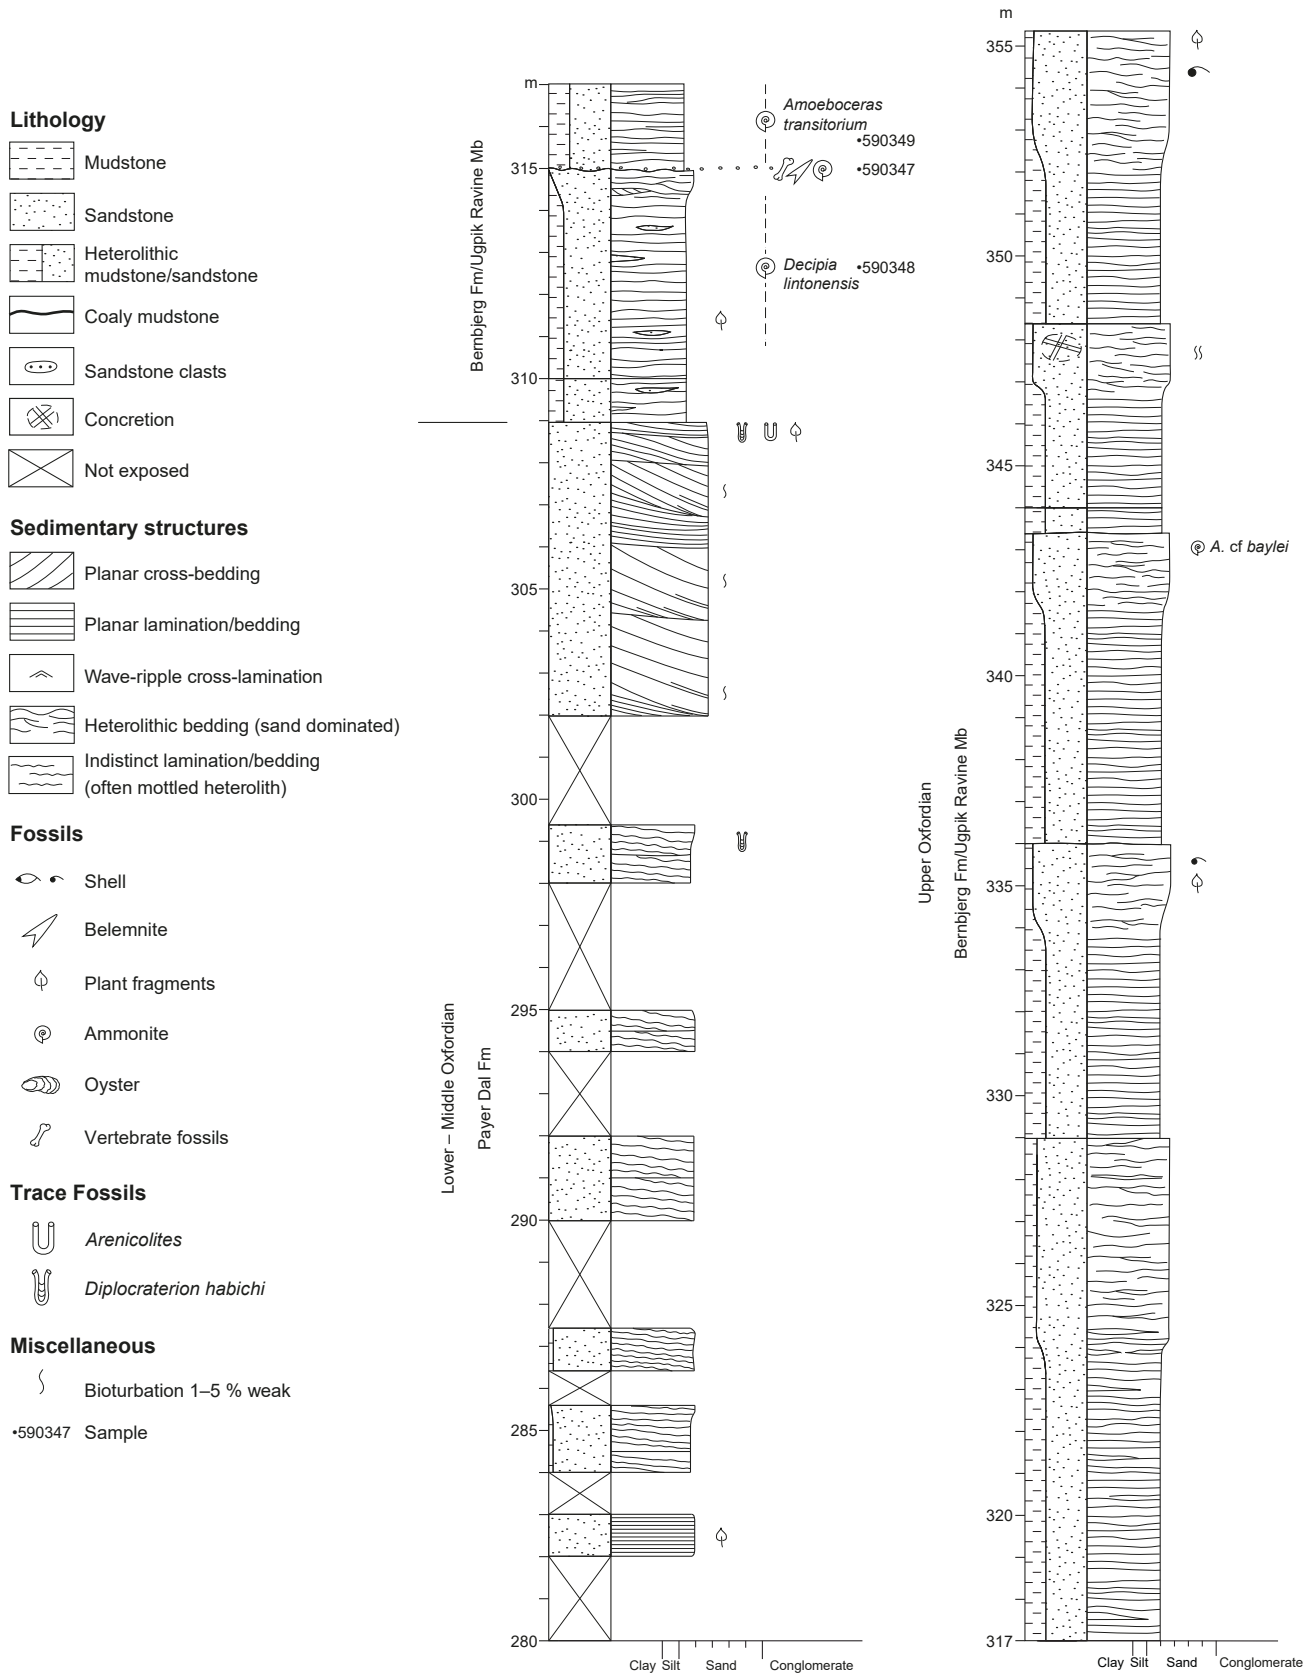 Lithology
Mudstone
Sandstone
Heterolithic
mudstone/sandstone
Coaly mudstone
Sandstone clasts
Concretion
Not exposed
Sedimentary structures
Planar cross-bedding
Planar lamination/bedding
Wave-ripple cross-lamination
Heterolithic bedding (sand dominated)
Indistinct lamination/bedding
(often mottled heterolith)
Fossils
Shell
Belemnite
Plant fragments
Ammonite
Oyster
Vertebrate fossils
Trace Fossils
Arenicolites
Diplocraterion habichi
Miscellaneous
Bioturbation 1–5 % weak
•590347 Sample
m
315
310
305
300
295
290
285
280
Bernbjerg Fm/Ugpik Ravine Mb
Lower – Middle Oxfordian
Payer Dal Fm
Amoeboceras
transitorium
•590349
•590347
Decipia
lintonensis
•590348
Clay Silt Sand Conglomerate
m
355
350
345
340
335
330
325
320
317
Upper Oxfordian
Bernbjerg Fm/Ugpik Ravine Mb
A. cf baylei
Clay Silt Sand Conglomerate